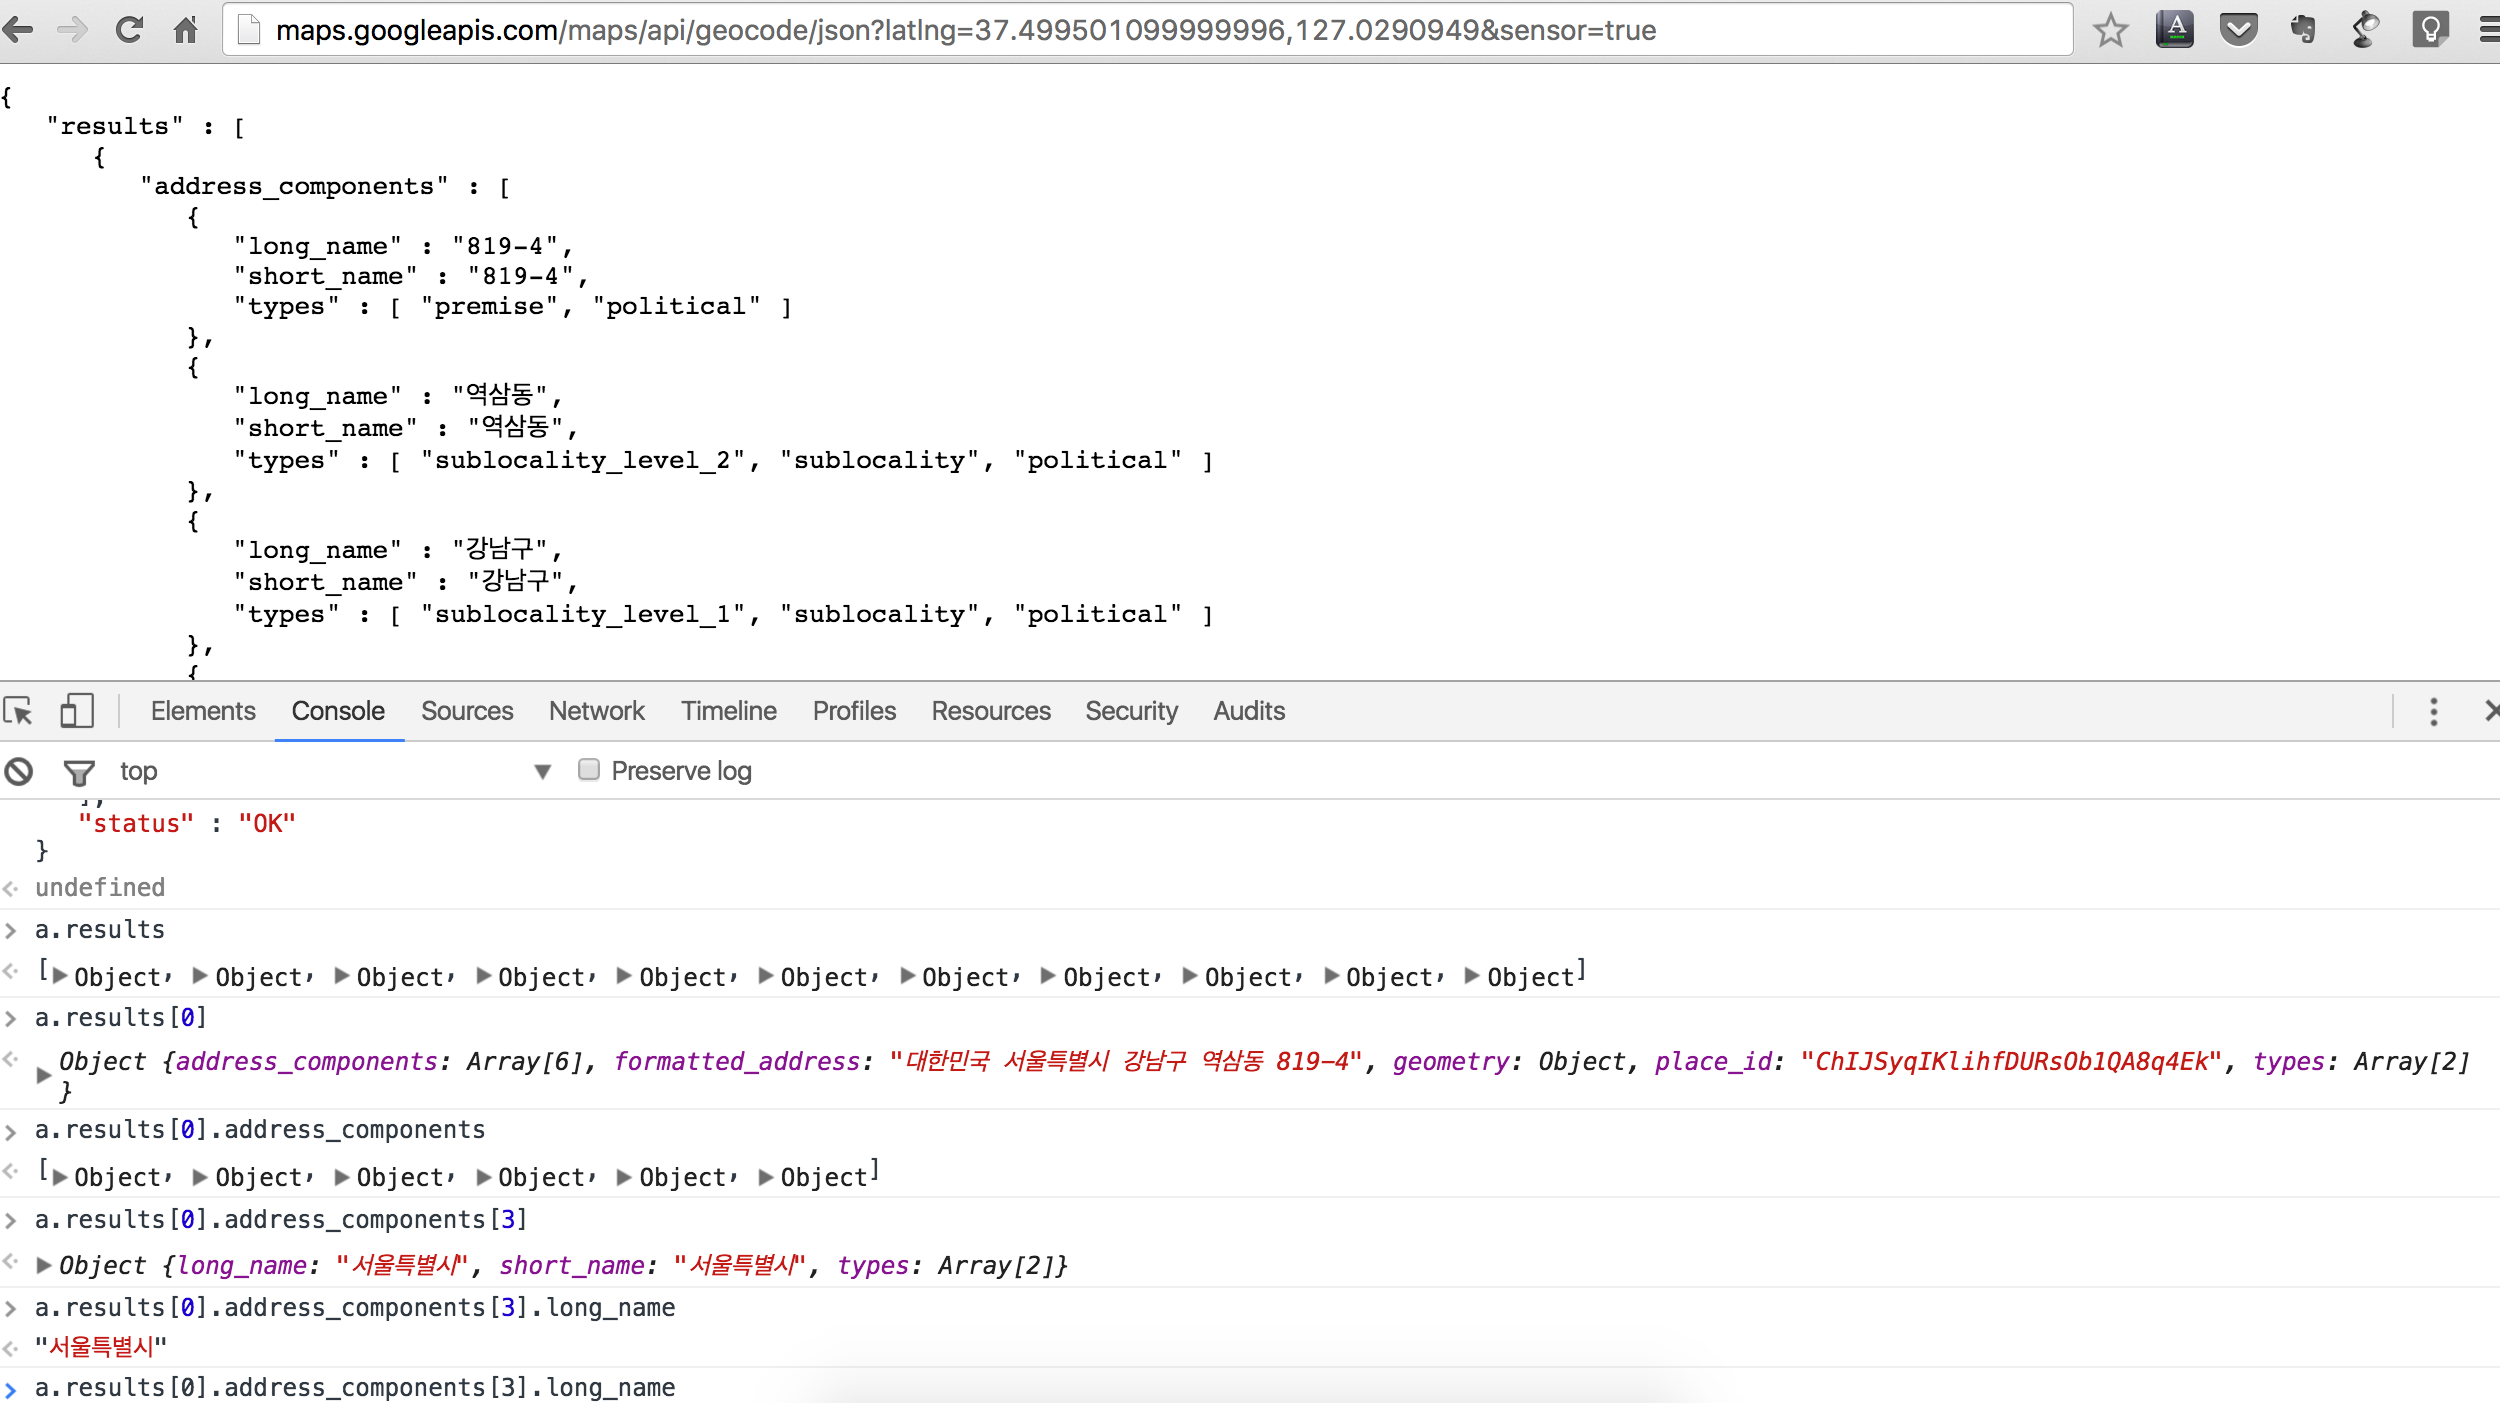 maps.googleapis.com/maps/api/geocode/json?latlng=37.499501099999996,127.0290949&sensor=true
{
"results" : [
{
"address_components" : [
{
"long_name" : "819-4",
"short_name" : "819-4",
"types" : [ "premise", "political" ]
},
{
"long_name" : "역삼동",
"short_name" : "역삼동",
"types" : [ "sublocality_level_2", "sublocality", "political" ]
},
{
"long_name" : "강남구",
"short_name" : "강남구",
"types" : [ "sublocality_level_1", "sublocality", "political" ]
},
{
Elements Console Sources Network Timeline Profiles Resources Security Audits
top Preserve log
],
"status" : "OK"
}
undefined
a.results
[Object, Object, Object, Object, Object, Object, Object, Object, Object, Object, Object]
a.results[0]
Object {address_components: Array[6], formatted_address: "대한민국 서울특별시 강남구 역삼동 819-4", geometry: Object, place_id: "ChIJSyqIKlihfDURsOb1QA8q4Ek", types: Array[2]
}
a.results[0].address_components
[Object, Object, Object, Object, Object, Object]
a.results[0].address_components[3]
Object {long_name: "서울특별시", short_name: "서울특별시", types: Array[2]}
a.results[0].address_components[3].long_name
"서울특별시"
a.results[0].address_components[3].long_name